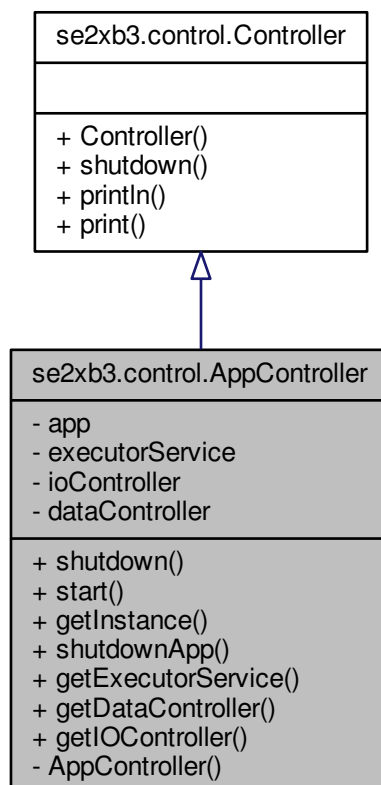 se2xb3.control.Controller
+ Controller()
+ shutdown()
+ println()
+ print()
se2xb3.control.AppController
- app
- executorService
- ioController
- dataController
+ shutdown()
+ start()
+ getInstance()
+ shutdownApp()
+ getExecutorService()
+ getDataController()
+ getIOController()
- AppController()